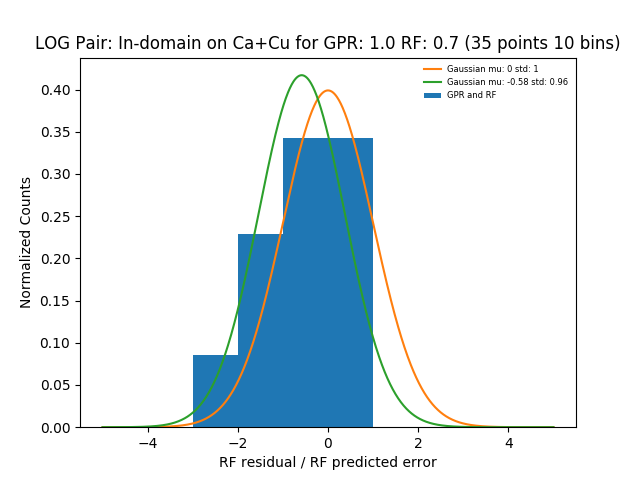 LOG Pair: In-domain on Ca+Cu for GPR: 1.0 RF: 0.7 (35 points 10 bins)
Gaussian mu: 0 std: 1
Gaussian mu: -0.58 std: 0.96
GPR and RF
Normalized Counts
0.40
0.35
0.30
0.25
0.20
0.15
0.10
0.05
0.00
−4 −2 0 2 4
RF residual / RF predicted error